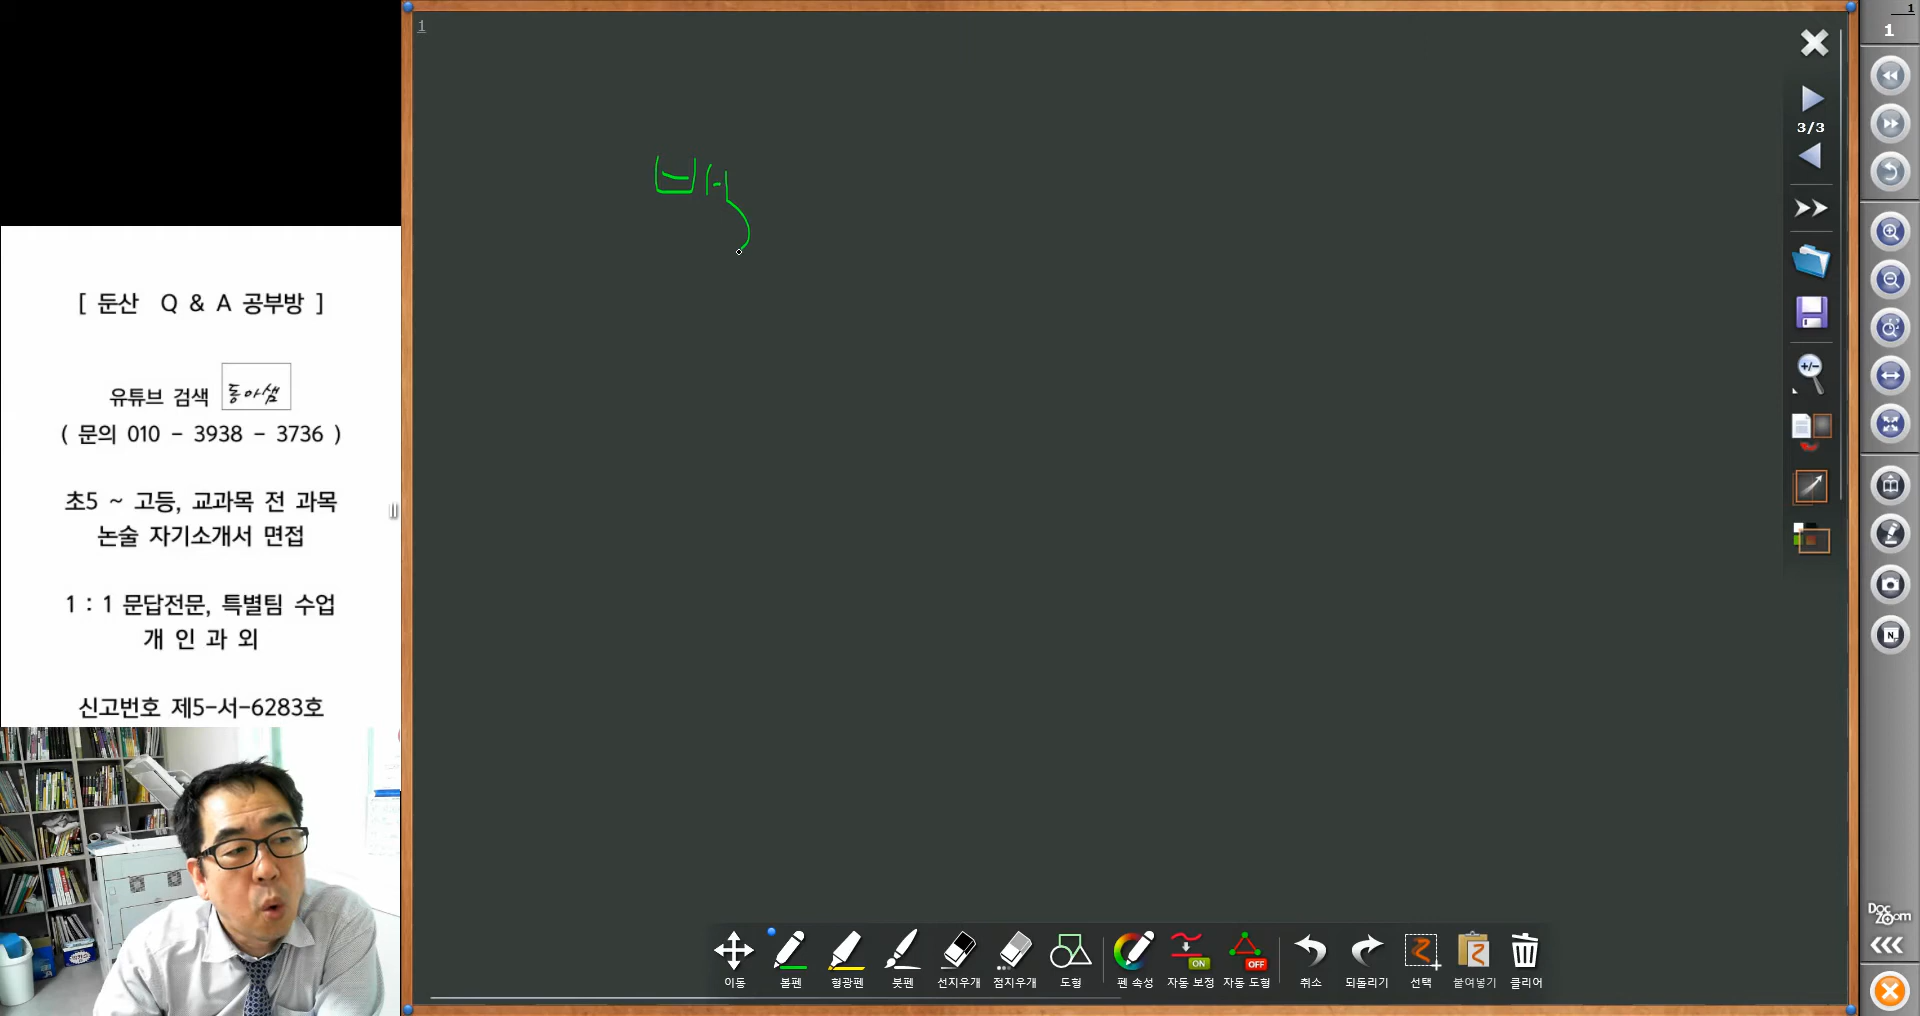 1
[ 둔산 Q & A 공부방 ]
유튜브 검색 동아샘
( 문의 010 - 3938 - 3736 )
초5 ~ 고등, 교과목 전 과목
논술 자기소개서 면접
1 : 1 문답전문, 특별팀 수업
개 인 과 외
신고번호 제5-서-6283호
3/3
1
1
N
Doc Zoom
이동
볼펜
형광펜
붓펜
선지우개
점지우개
도형
펜 속성
ON
자동 보정
OFF
자동 도형
취소
되돌리기
선택
붙여넣기
클리어